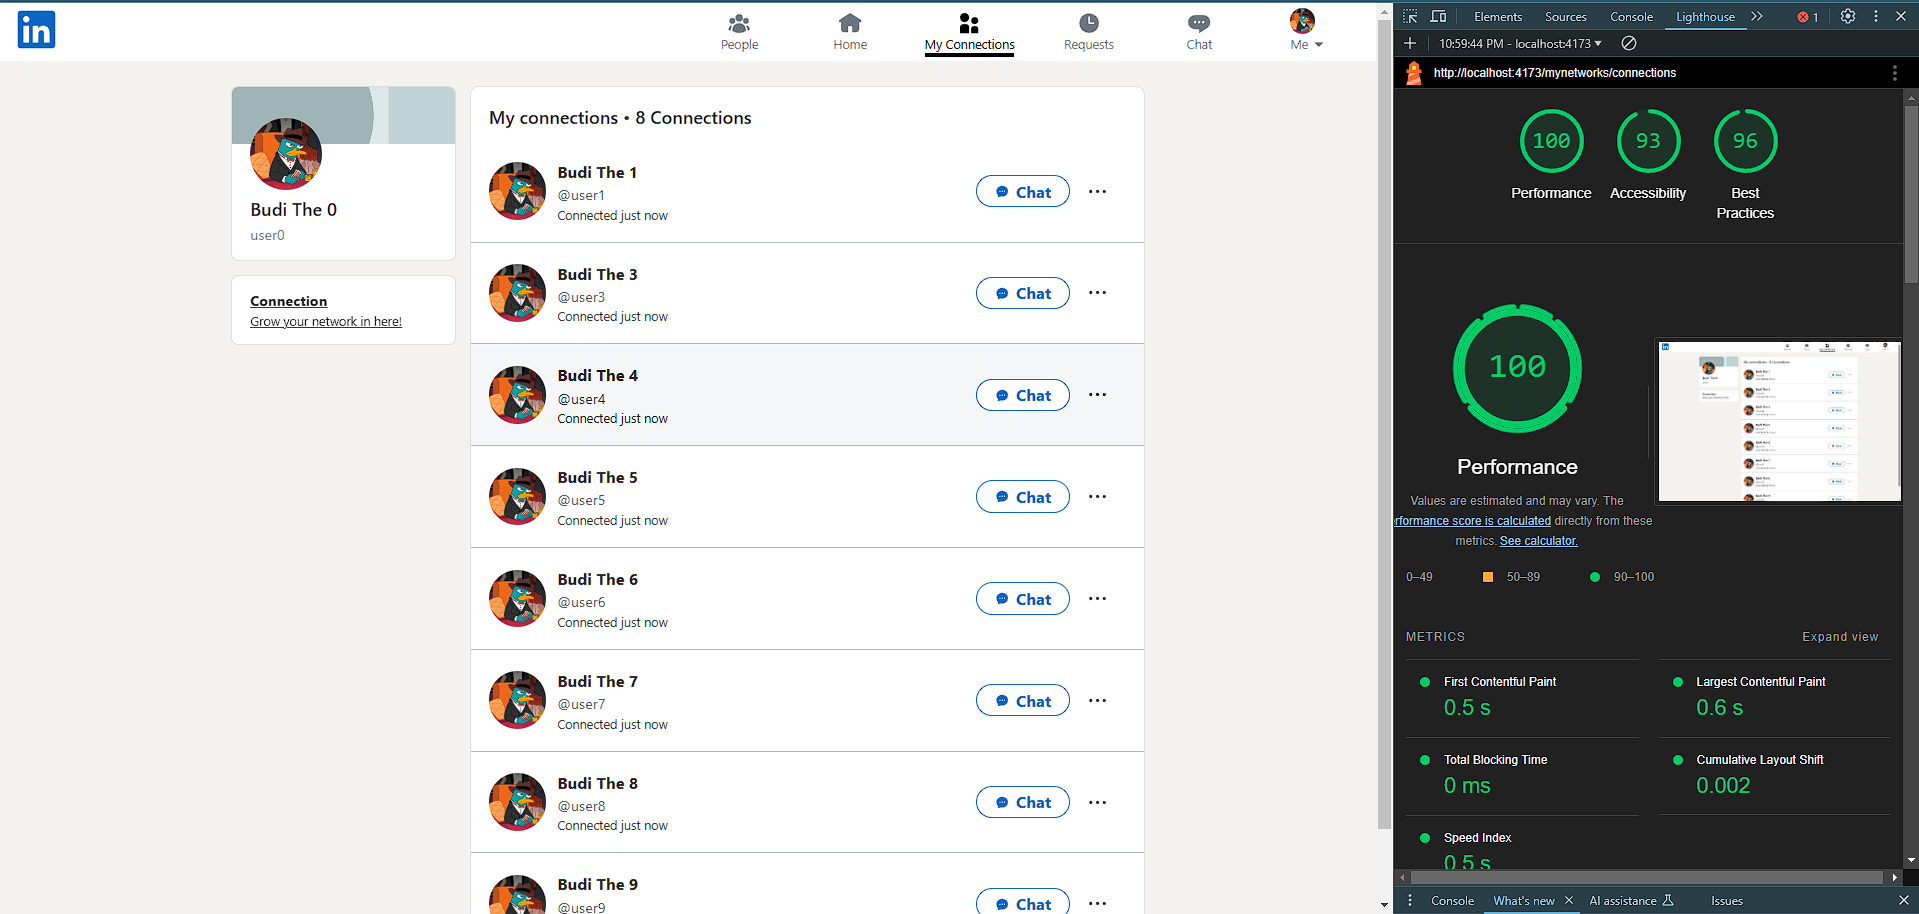 in
People
Home
My Connections
Requests
Chat
Me
Budi The 0
user0
Connection
Grow your network in here!
My connections • 8 Connections
Budi The 1
@user1
Connected just now
Chat
Budi The 3
@user3
Connected just now
Chat
Budi The 4
@user4
Connected just now
Chat
Budi The 5
@user5
Connected just now
Chat
Budi The 6
@user6
Connected just now
Chat
Budi The 7
@user7
Connected just now
Chat
Budi The 8
@user8
Connected just now
Chat
Budi The 9
@user9
Chat
Elements
Sources
Console
Lighthouse
1
10:59:44 PM - localhost:4173
http://localhost:4173/mynetworks/connections
100
93
96
Performance
Accessibility
Best
Practices
100
Performance
Values are estimated and may vary. The
rformance score is calculated directly from these
metrics. See calculator.
0–49
50–89
90–100
METRICS
Expand view
First Contentful Paint
0.5 s
Largest Contentful Paint
0.6 s
Total Blocking Time
0 ms
Cumulative Layout Shift
0.002
Speed Index
0.5 s
Console
What's new
AI assistance
Issues